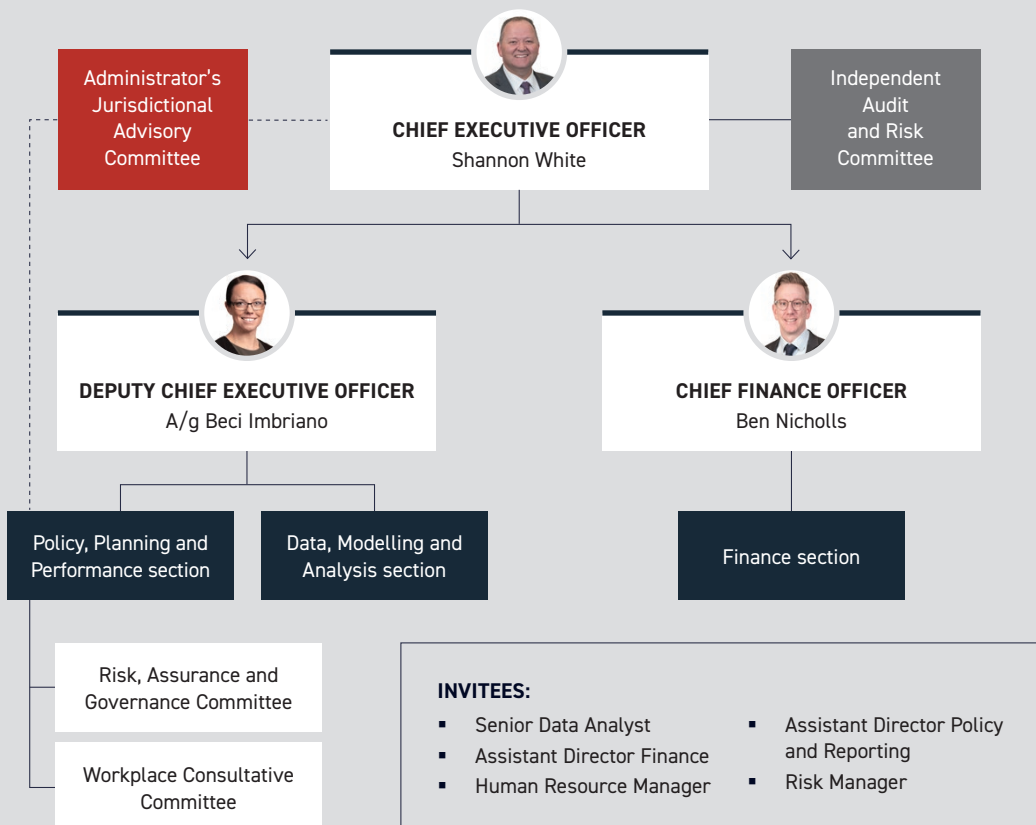 Administrator's
Jurisdictional
Advisory
Committee
CHIEF EXECUTIVE OFFICER
Shannon White
Independent
Audit
and Risk
Committee
DEPUTY CHIEF EXECUTIVE OFFICER
A/g Beci Imbriano
CHIEF FINANCE OFFICER
Ben Nicholls
Policy, Planning and
Performance section
Data, Modelling and
Analysis section
Finance section
Risk, Assurance and
Governance Committee
Workplace Consultative
Committee
INVITEES:
▪ Senior Data Analyst
▪ Assistant Director Finance
▪ Human Resource Manager
▪ Assistant Director Policy
and Reporting
▪ Risk Manager